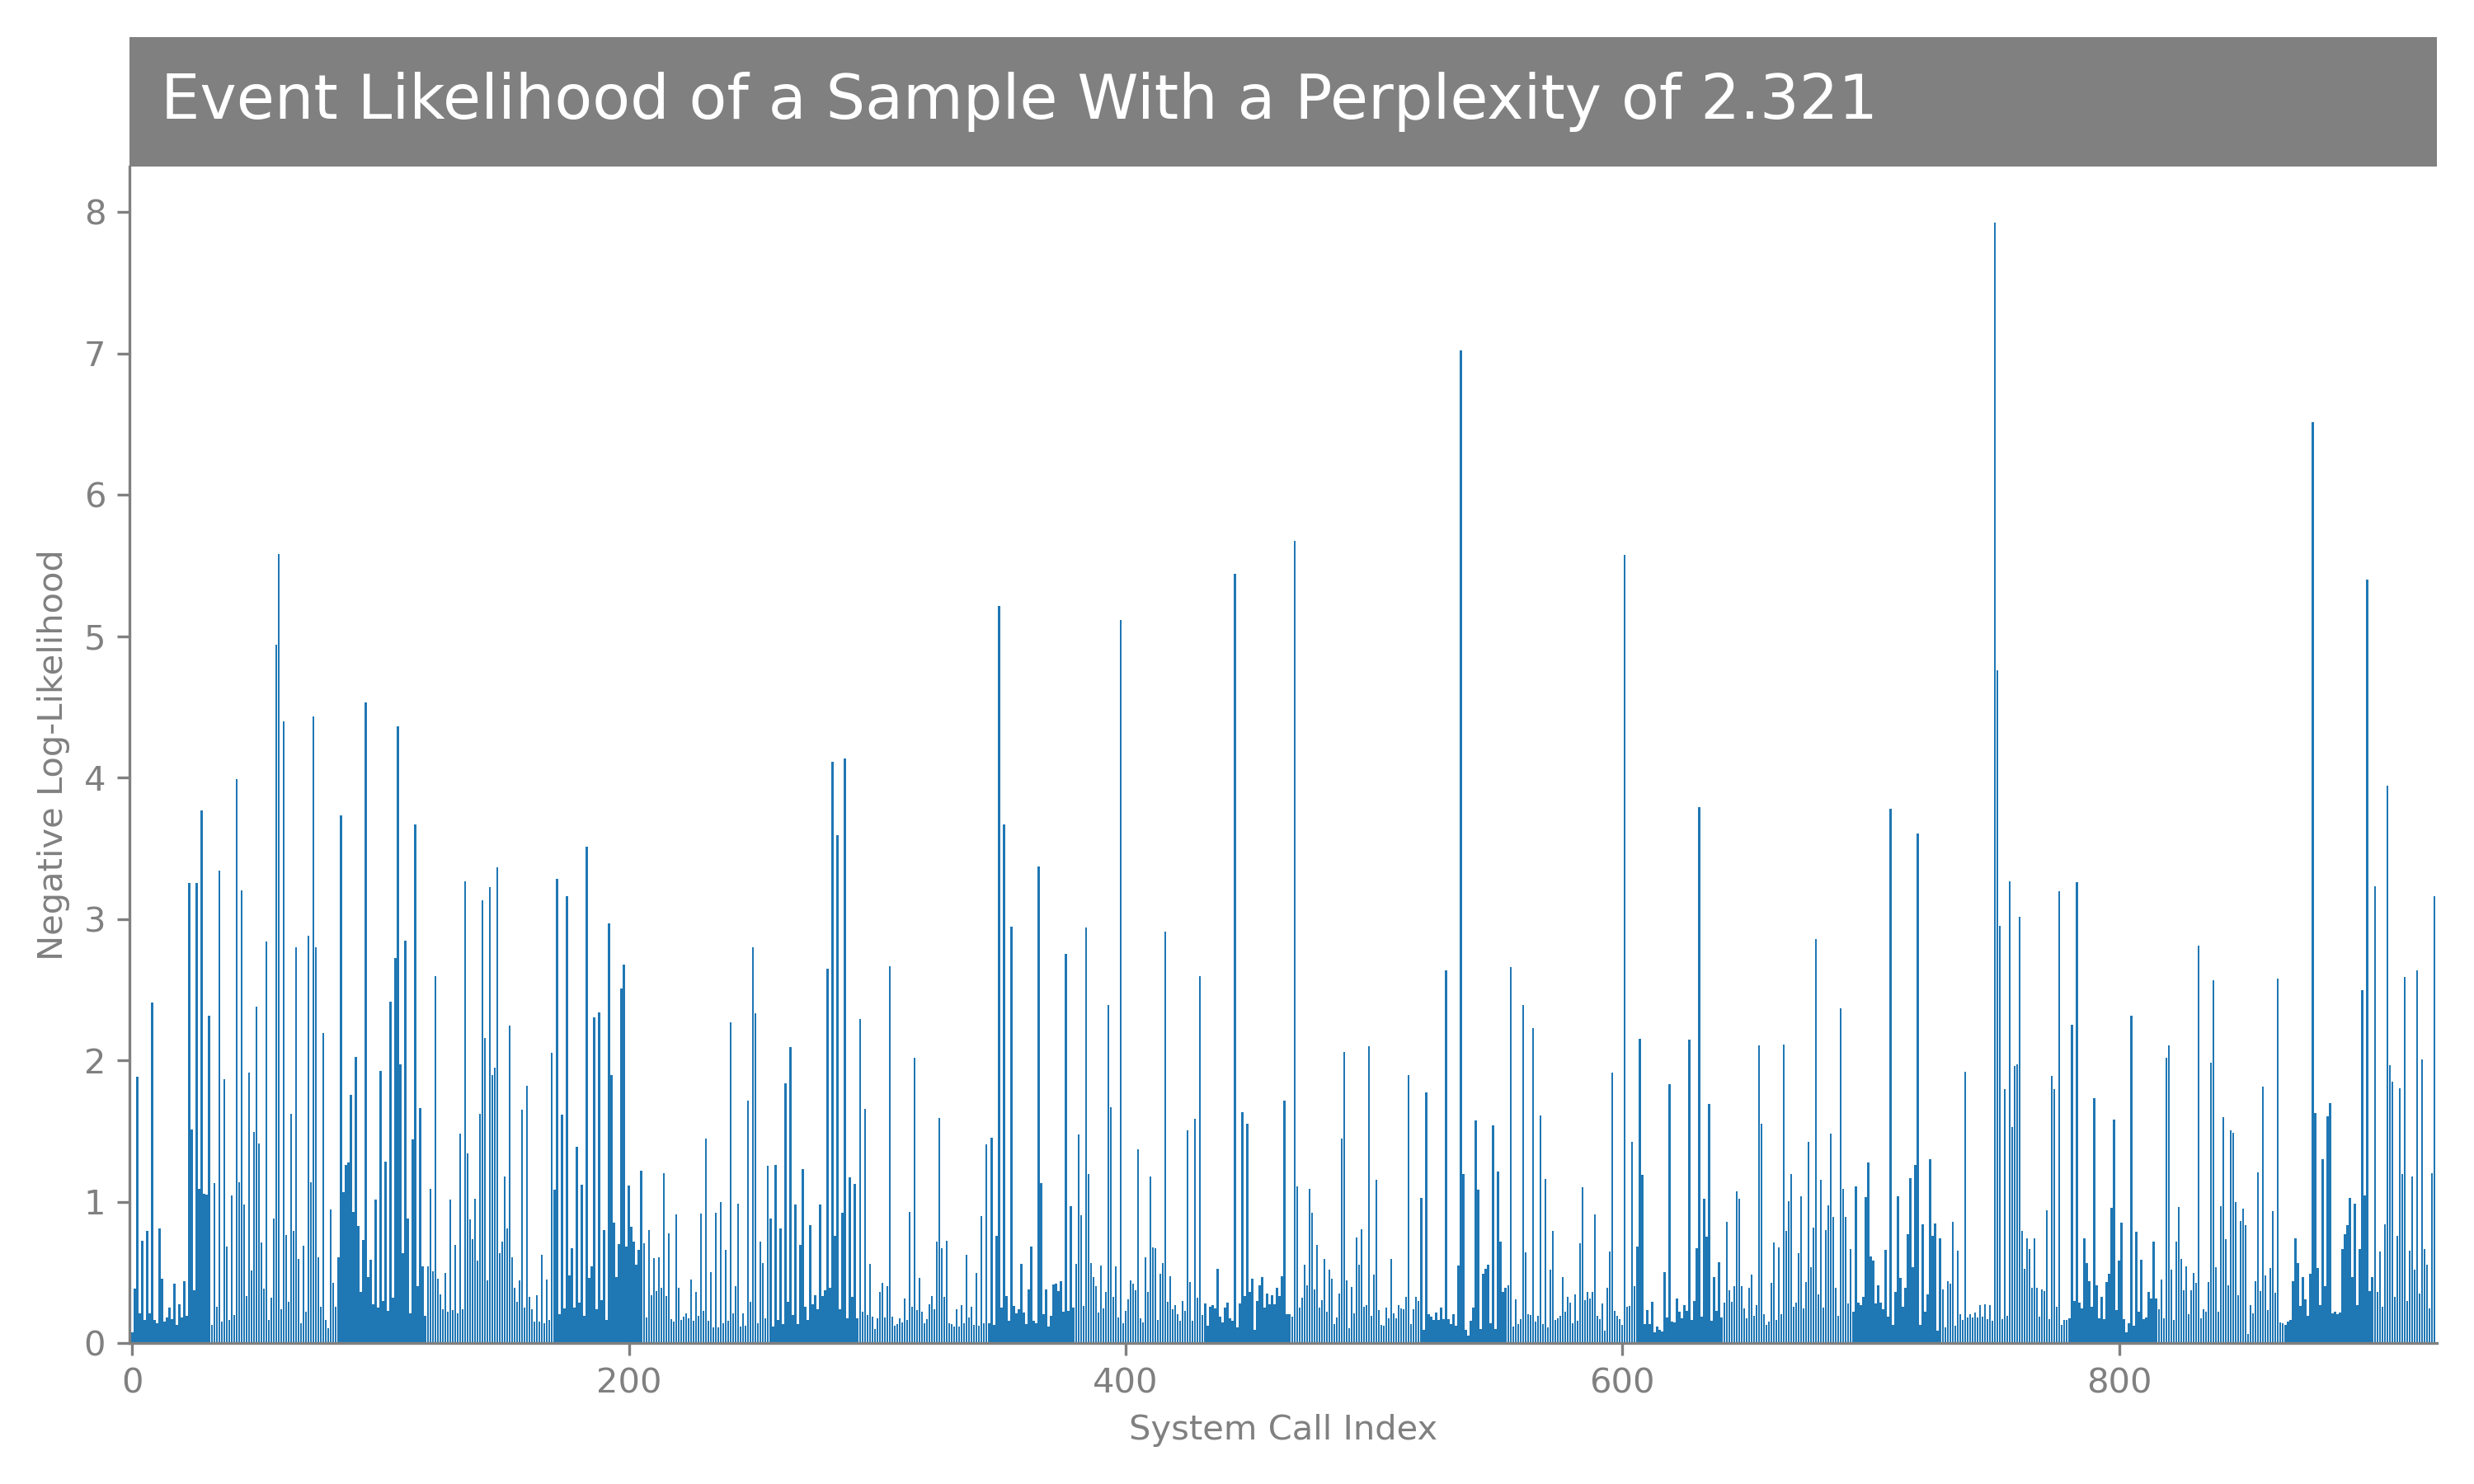 Event Likelihood of a Sample With a Perplexity of 2.321
8
7
6
5
4
3
2
1
0
Negative Log-Likelihood
0 200 400 600 800
System Call Index